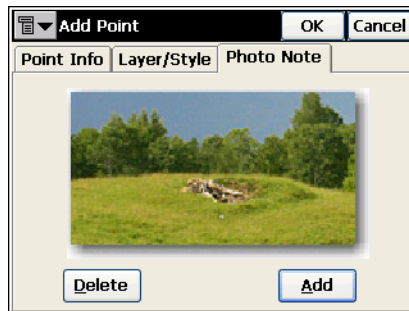 Add Point OK Cancel
Point Info Layer/Style Photo Note
Delete Add